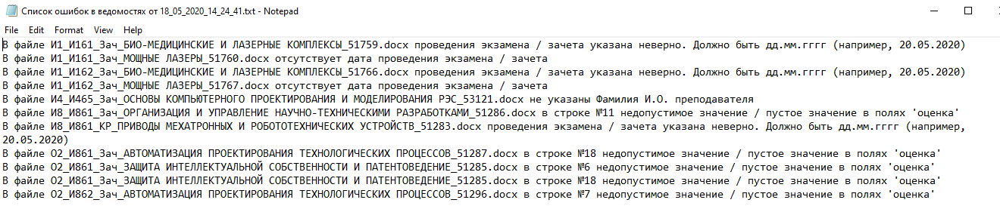 Список ошибок в ведомостях от 18_05_2020_14_24_41.txt - Notepad
File Edit Format View Help
В файле И1_И161_Зач_БИО-МЕДИЦИНСКИЕ И ЛАЗЕРНЫЕ КОМПЛЕКСЫ_51759.docx проведения экзамена / зачета указана неверно. Должно быть дд.мм.гггг (например, 20.05.2020)
В файле И1_И161_Зач_МОЩНЫЕ ЛАЗЕРЫ_51760.docx отсутствует дата проведения экзамена / зачета
В файле И1_И162_Зач_БИО-МЕДИЦИНСКИЕ И ЛАЗЕРНЫЕ КОМПЛЕКСЫ_51766.docx проведения экзамена / зачета указана неверно. Должно быть дд.мм.гггг (например, 20.05.2020)
В файле И1_И162_Зач_МОЩНЫЕ ЛАЗЕРЫ_51767.docx отсутствует дата проведения экзамена / зачета
В файле И4_И465_Зач_ОСНОВЫ КОМПЬЮТЕРНОГО ПРОЕКТИРОВАНИЯ И МОДЕЛИРОВАНИЯ РЭС_53121.docx не указаны Фамилия И.О. преподавателя
В файле И8_И861_Зач_ОРГАНИЗАЦИЯ И УПРАВЛЕНИЕ НАУЧНО-ТЕХНИЧЕСКИМИ РАЗРАБОТКАМИ_51286.docx в строке №11 недопустимое значение / пустое значение в полях 'оценка'
В файле И8_И861_КР_ПРИВОДЫ МЕХАТРОННЫХ И РОБОТОТЕХНИЧЕСКИХ УСТРОЙСТВ_51283.docx проведения экзамена / зачета указана неверно. Должно быть дд.мм.гггг (например,
20.05.2020)
В файле О2_И861_Зач_АВТОМАТИЗАЦИЯ ПРОЕКТИРОВАНИЯ ТЕХНОЛОГИЧЕСКИХ ПРОЦЕССОВ_51287.docx в строке №18 недопустимое значение / пустое значение в полях 'оценка'
В файле О2_И861_Зач_ЗАЩИТА ИНТЕЛЛЕКТУАЛЬНОЙ СОБСТВЕННОСТИ И ПАТЕНТОВЕДЕНИЕ_51285.docx в строке №6 недопустимое значение / пустое значение в полях 'оценка'
В файле О2_И861_Зач_ЗАЩИТА ИНТЕЛЛЕКТУАЛЬНОЙ СОБСТВЕННОСТИ И ПАТЕНТОВЕДЕНИЕ_51285.docx в строке №18 недопустимое значение / пустое значение в полях 'оценка'
В файле О2_И862_Зач_АВТОМАТИЗАЦИЯ ПРОЕКТИРОВАНИЯ ТЕХНОЛОГИЧЕСКИХ ПРОЦЕССОВ_51296.docx в строке №7 недопустимое значение / пустое значение в полях 'оценка'